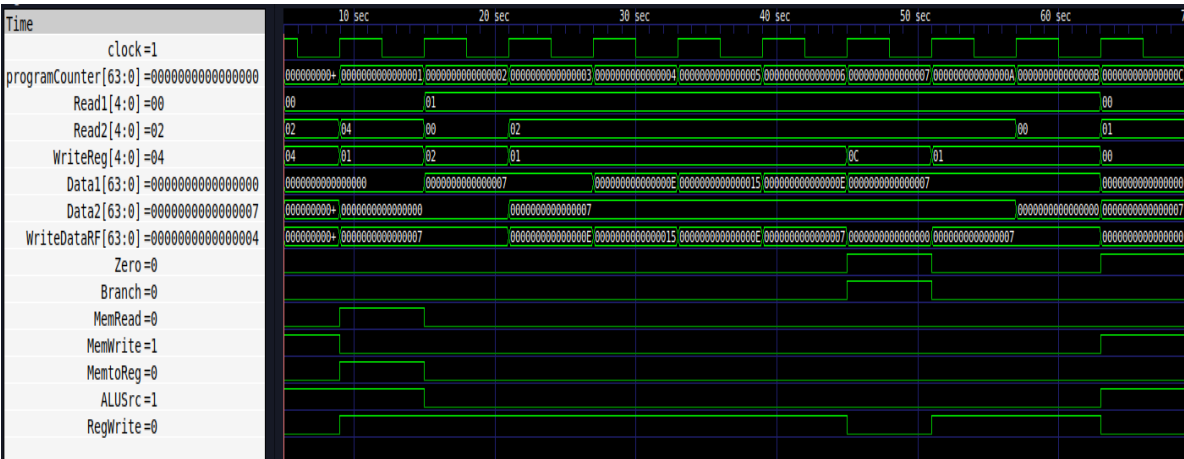 10 sec 20 sec 30 sec 40 sec 50 sec 60 sec 7
Time
clock=1
programCounter[63:0]=0000000000000000 000000000+ 0000000000000001 0000000000000002 0000000000000003 0000000000000004 0000000000000005 0000000000000006 0000000000000007 000000000000000A 000000000000000B 000000000000000C
Read1[4:0]=00 00 01 00
Read2[4:0]=02 02 04 00 02 00 01
WriteReg[4:0]=04 04 01 02 01 0C 01 00
Data1[63:0]=0000000000000000 0000000000000000 0000000000000007 000000000000000E 0000000000000015 000000000000000E 0000000000000007 0000000000000000
Data2[63:0]=0000000000000007 000000000+ 0000000000000000 0000000000000007 0000000000000000 0000000000000007
WriteDataRF[63:0]=0000000000000004 000000000+ 0000000000000007 000000000000000E 0000000000000015 000000000000000E 0000000000000007 0000000000000000 0000000000000007 0000000000000000
Zero=0
Branch=0
MemRead=0
MemWrite=1
MemtoReg=0
ALUSrc=1
RegWrite=0